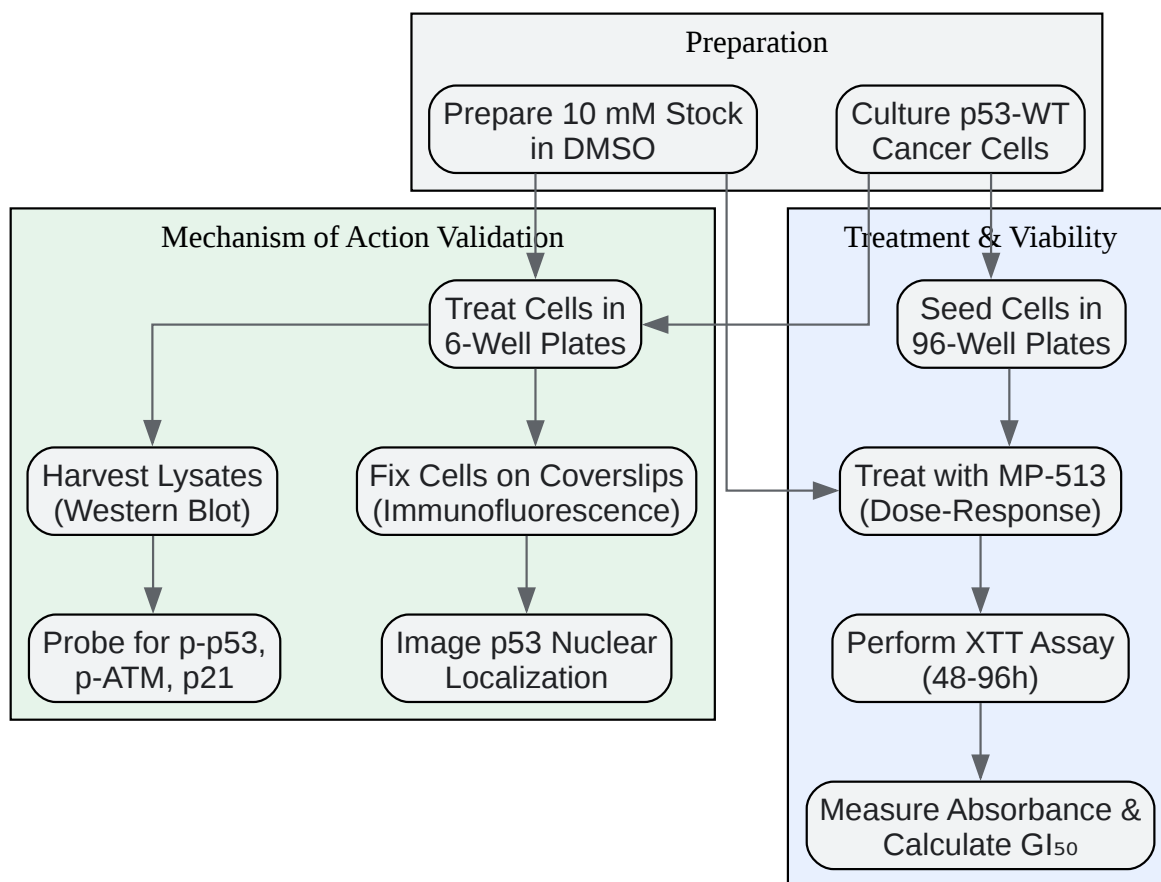 Preparation
Prepare 10 mM Stock
in DMSO
Culture p53-WT
Cancer Cells
Mechanism of Action Validation
Treat Cells in
6-Well Plates
Harvest Lysates
(Western Blot)
Fix Cells on Coverslips
(Immunofluorescence)
Probe for p-p53,
p-ATM, p21
Image p53 Nuclear
Localization
Treatment & Viability
Seed Cells in
96-Well Plates
Treat with MP-513
(Dose-Response)
Perform XTT Assay
(48-96h)
Measure Absorbance &
Calculate GI₅₀